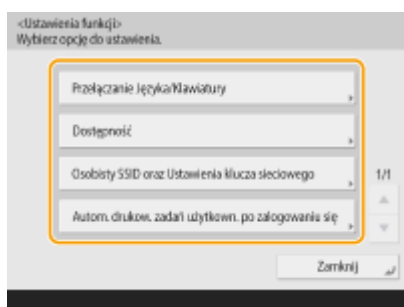 <Ustawienia funkcji>
Wybierz opcję do ustawienia.
Przełączanie Języka/Klawiatury
Dostępność
Osobisty SSID oraz Ustawienia klucza sieciowego
1/1
Autom. drukow. zadań użytkown. po zalogowaniu się
Zamknij